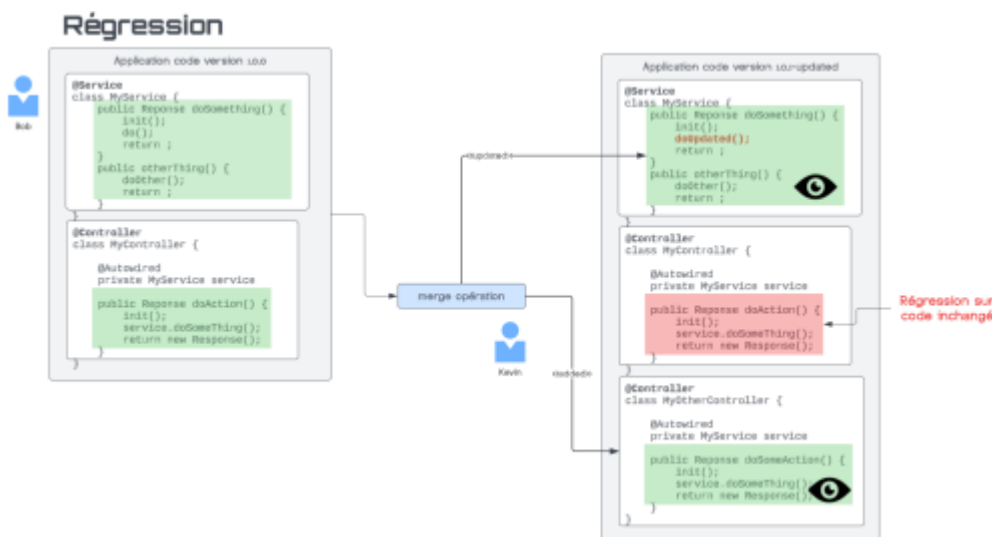 Régression
Application code version 1.0.0
@Service
class MyService {
public Reponse doSomething() {
init();
do();
return ;
}
public otherThing() {
doOther();
return ;
}
}
@Controller
class MyController {
@Autowired
private MyService service
public Reponse doAction() {
init();
service.doSomeThing();
return new Response();
}
}
Bob
merge opération
Kevin
<<updated>>
<<added>>
Application code version 1.0.1-updated
@Service
class MyService {
public Reponse doSomething() {
init();
doUpdated();
return ;
}
public otherThing() {
doOther();
return ;
}
}
@Controller
class MyController {
@Autowired
private MyService service
public Reponse doAction() {
init();
service.doSomeThing();
return new Response();
}
}
Régression sur
code inchangé
@Controller
class MyOtherController {
@Autowired
private MyService service
public Reponse doSomeAction() {
init();
service.doSomeThing();
return new Response();
}
}